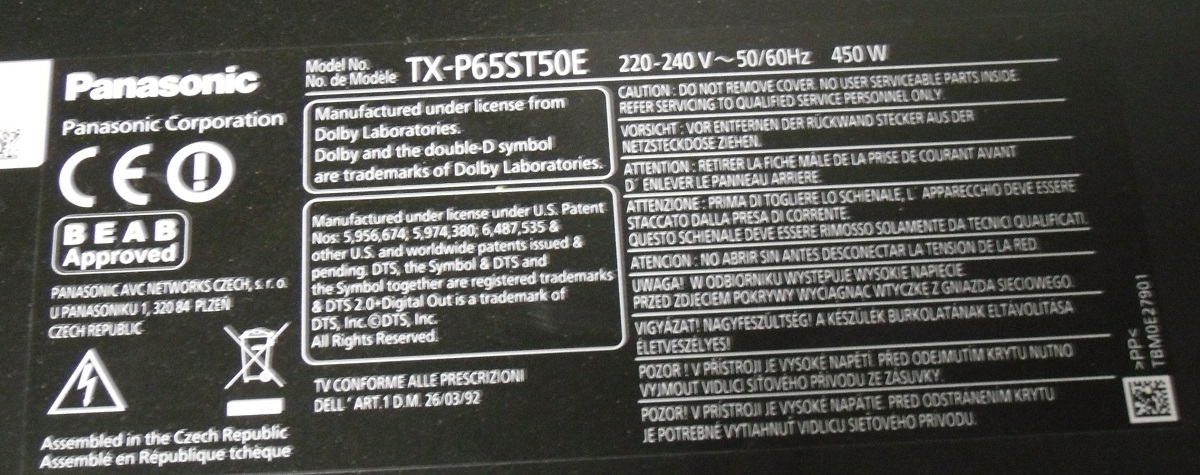 Panasonic
Panasonic Corporation
CE
BEAB
Approved
PANASONIC AVC NETWORKS CZECH, s. r. o.
U PANASONIKU 1, 320 84 PLZEŇ
CZECH REPUBLIC
Assembled in the Czech Republic
Assemblé en République tchèque
Model No.
No. de Modèle
TX-P65ST50E
220-240 V～50/60Hz 450 W
Manufactured under license from
Dolby Laboratories.
Dolby and the double-D symbol
are trademarks of Dolby Laboratories.
Manufactured under license under U.S. Patent
Nos: 5,956,674; 5,974,380; 6,487,535 &
other U.S. and worldwide patents issued &
pending. DTS, the Symbol & DTS and
the Symbol together are registered trademarks
& DTS 2.0+Digital Out is a trademark of
DTS, Inc.©DTS, Inc.
All Rights Reserved.
TV CONFORME ALLE PRESCRIZIONI
DELL' ART.1 D.M. 26/03/92
CAUTION : DO NOT REMOVE COVER. NO USER SERVICEABLE PARTS INSIDE.
REFER SERVICING TO QUALIFIED SERVICE PERSONNEL ONLY.
VORSICHT : VOR ENTFERNEN DER RÜCKWAND STECKER AUS DER
NETZSTECKDOSE ZIEHEN.
ATTENTION : RETIRER LA FICHE MÂLE DE LA PRISE DE COURANT AVANT
D' ENLEVER LE PANNEAU ARRIERE.
ATTENZIONE : PRIMA DI TOGLIERE LO SCHIENALE, L' APPARECCHIO DEVE ESSERE
STACCATO DALLA PRESA DI CORRENTE.
QUESTO SCHIENALE DEVE ESSERE RIMOSSO SOLAMENTE DA TECNICI QUALIFICATI.
ATENCION : NO ABRIR SIN ANTES DESCONECTAR LA TENSION DE LA RED.
UWAGA! W ODBIORNIKU WYSTEPUJE WYSOKIE NAPIECIE.
PRZED ZDJECIEM POKRYWY WYCIAGNAC WTYCZKE Z GNIAZDA SIECIOWEGO.
VIGYÁZAT! NAGYFESZÜLTSÉG! A KÉSZÜLÉK BURKOLATÁNAK ELTÁVOLÍTÁSA
ÉLETVESZÉLYES!
POZOR ! V PŘÍSTROJI JE VYSOKÉ NAPĚTÍ. PŘED ODEJMUTÍM KRYTU NUTNO
VYJMOUT VIDLICI SÍŤOVÉHO PŘÍVODU ZE ZÁSUVKY.
POZOR! V PRÍSTROJI JE VYSOKÉ NAPÄTIE. PRED ODSTRÁNENÍM KRYTU
JE POTREBNÉ VYTIAHNUŤ VIDLICU SIEŤOVÉHO PRÍVODU.
>PP<
TBM0E27901